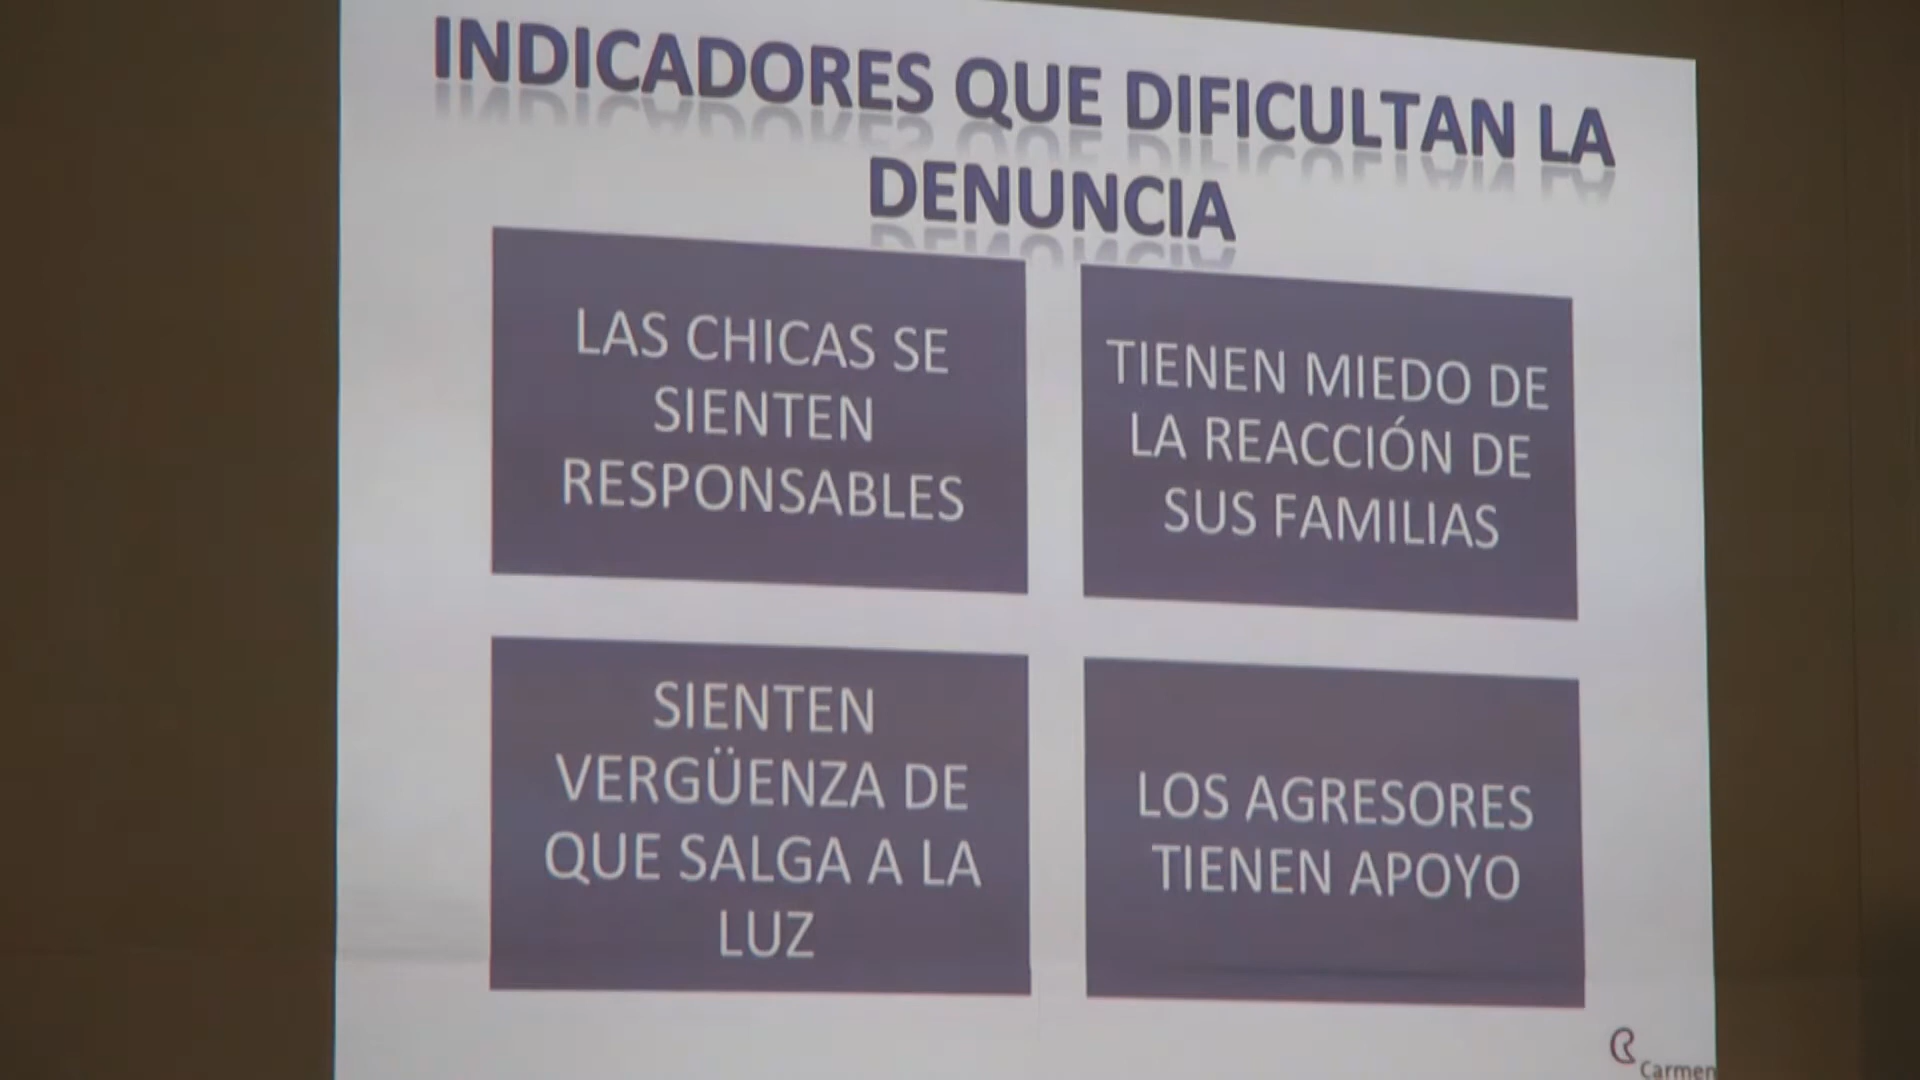 INDICADORES QUE DIFICULTAN LA
DENUNCIA
LAS CHICAS SE
SIENTEN
RESPONSABLES
TIENEN MIEDO DE
LA REACCIÓN DE
SUS FAMILIAS
SIENTEN
VERGÜENZA DE
QUE SALGA A LA
LUZ
LOS AGRESORES
TIENEN APOYO
Carmen